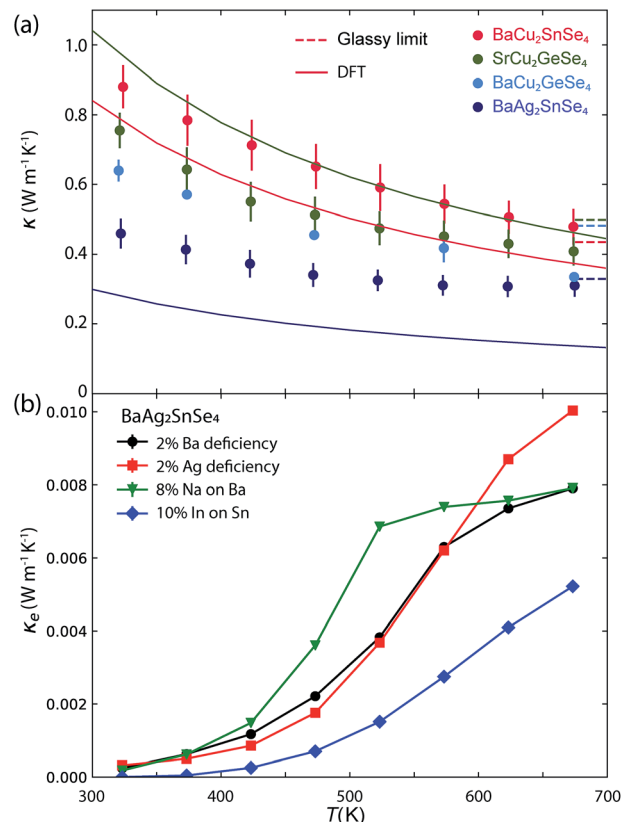 (a)
1.0
0.8
0.6
0.4
0.2
0
κ (W m⁻¹ K⁻¹)
Glassy limit
DFT
BaCu₂SnSe₄
SrCu₂GeSe₄
BaCu₂GeSe₄
BaAg₂SnSe₄
(b)
0.010
0.008
0.006
0.004
0.002
0.000
κₑ (W m⁻¹ K⁻¹)
BaAg₂SnSe₄
2% Ba deficiency
2% Ag deficiency
8% Na on Ba
10% In on Sn
300 400 500 600 700
T(K)